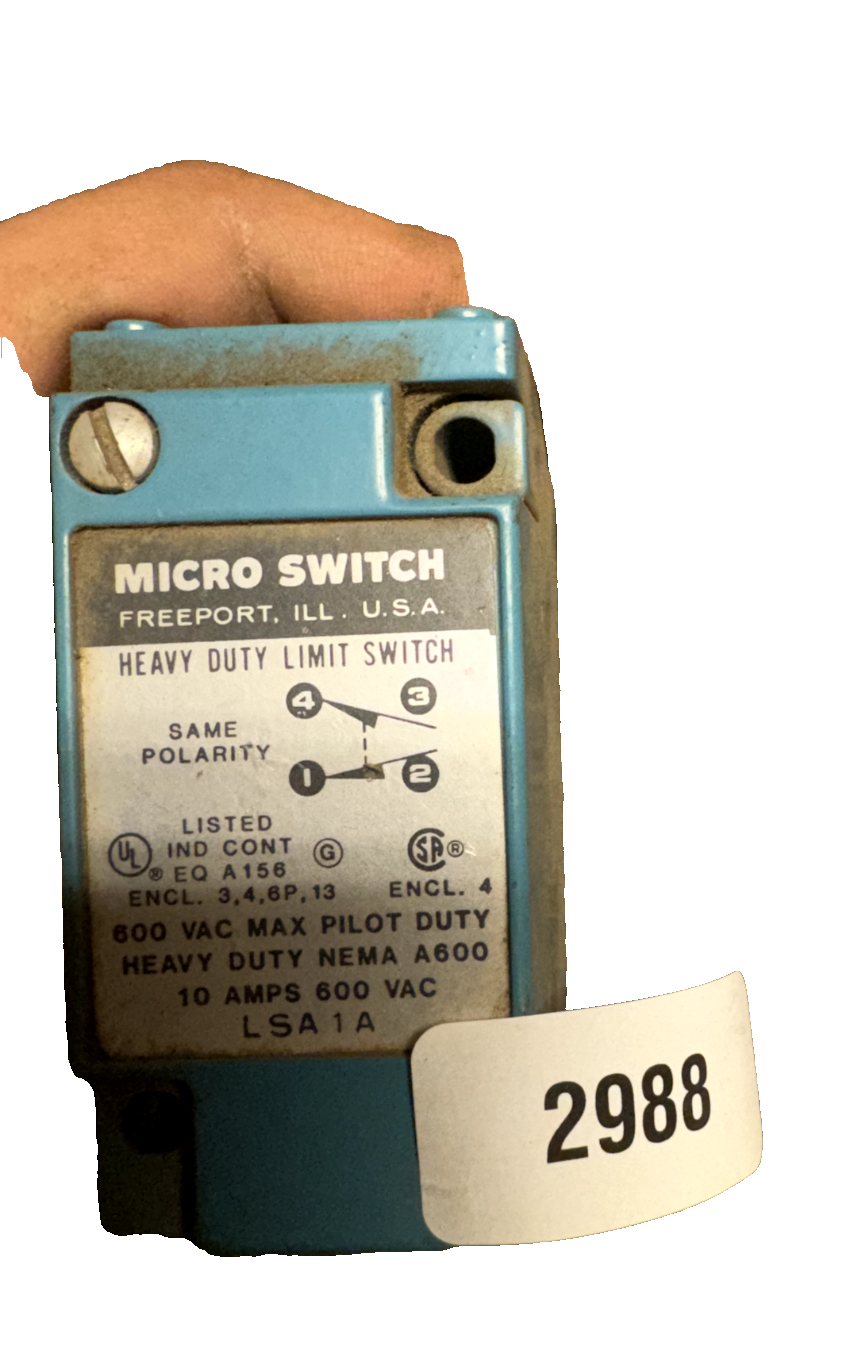 MICRO SWITCH
FREEPORT, ILL. U.S.A.
HEAVY DUTY LIMIT SWITCH
4 3
SAME
POLARITY
1 2
LISTED
UL ® IND CONT G SA ®
EQ A156
ENCL. 3,4,6P,13 ENCL. 4
600 VAC MAX PILOT DUTY
HEAVY DUTY NEMA A600
10 AMPS 600 VAC
LSA1A
2988